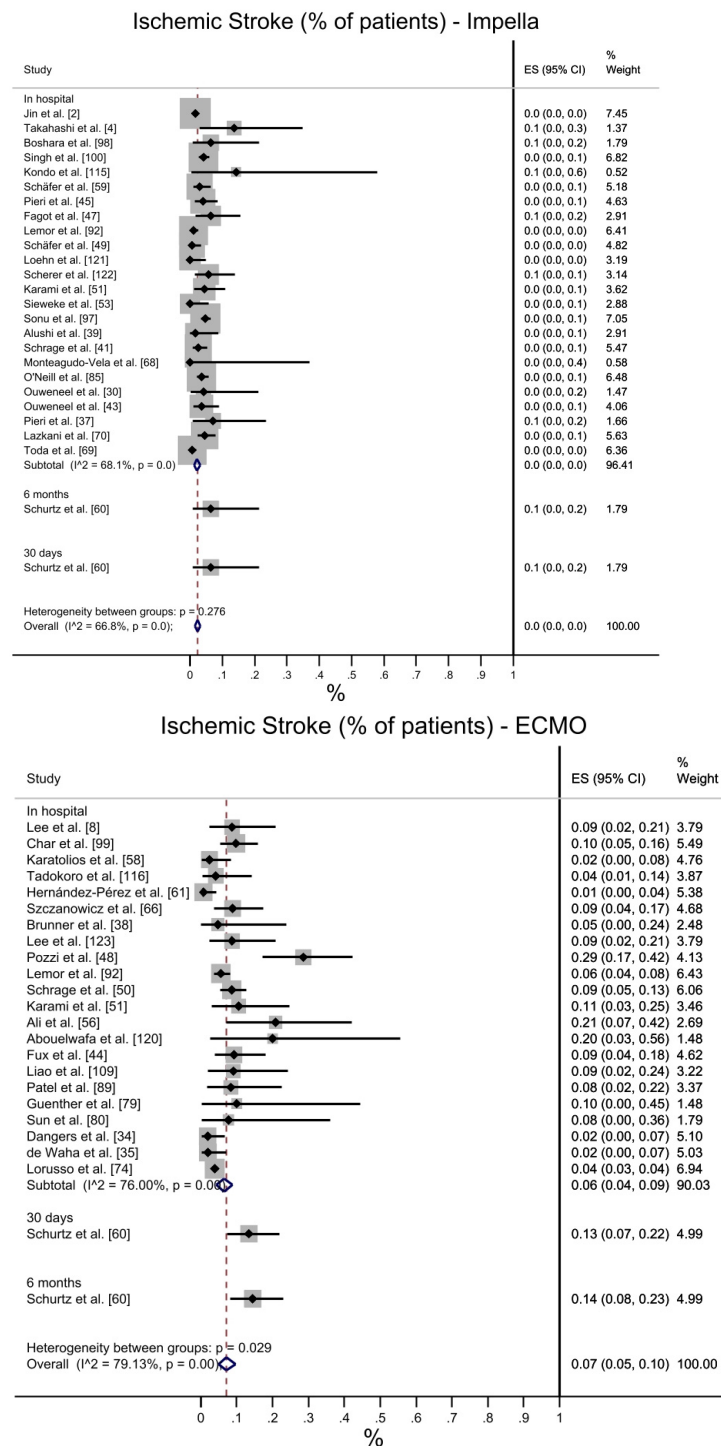 Ischemic Stroke (% of patients) - Impella
%
Study ES (95% CI) Weight
In hospital
Jin et al. [2] 0.0 (0.0, 0.0) 7.45
Takahashi et al. [4] 0.1 (0.0, 0.3) 1.37
Boshara et al. [98] 0.1 (0.0, 0.2) 1.79
Singh et al. [100] 0.0 (0.0, 0.1) 6.82
Kondo et al. [115] 0.1 (0.0, 0.6) 0.52
Schäfer et al. [59] 0.0 (0.0, 0.1) 5.18
Pieri et al. [45] 0.0 (0.0, 0.1) 4.63
Fagot et al. [47] 0.1 (0.0, 0.2) 2.91
Lemor et al. [92] 0.0 (0.0, 0.0) 6.41
Schäfer et al. [49] 0.0 (0.0, 0.0) 4.82
Loehn et al. [121] 0.0 (0.0, 0.0) 3.19
Scherer et al. [122] 0.1 (0.0, 0.1) 3.14
Karami et al. [51] 0.0 (0.0, 0.1) 3.62
Sieweke et al. [53] 0.0 (0.0, 0.1) 2.88
Sonu et al. [97] 0.0 (0.0, 0.1) 7.05
Alushi et al. [39] 0.0 (0.0, 0.1) 2.91
Schrage et al. [41] 0.0 (0.0, 0.1) 5.47
Monteagudo-Vela et al. [68] 0.0 (0.0, 0.4) 0.58
O'Neill et al. [85] 0.0 (0.0, 0.1) 6.48
Ouweneel et al. [30] 0.0 (0.0, 0.2) 1.47
Ouweneel et al. [43] 0.0 (0.0, 0.1) 4.06
Pieri et al. [37] 0.1 (0.0, 0.2) 1.66
Lazkani et al. [70] 0.0 (0.0, 0.1) 5.63
Toda et al. [69] 0.0 (0.0, 0.0) 6.36
Subtotal (I^2 = 68.1%, p = 0.0) 0.0 (0.0, 0.0) 96.41
6 months
Schurtz et al. [60] 0.1 (0.0, 0.2) 1.79
30 days
Schurtz et al. [60] 0.1 (0.0, 0.2) 1.79
Heterogeneity between groups: p = 0.276
Overall (I^2 = 66.8%, p = 0.0); 0.0 (0.0, 0.0) 100.00
0 .1 .2 .3 .4 .5 .6 .7 .8 .9 1
%
Ischemic Stroke (% of patients) - ECMO
%
Study ES (95% CI) Weight
In hospital
Lee et al. [8] 0.09 (0.02, 0.21) 3.79
Char et al. [99] 0.10 (0.05, 0.16) 5.49
Karatolios et al. [58] 0.02 (0.00, 0.08) 4.76
Tadokoro et al. [116] 0.04 (0.01, 0.14) 3.87
Hernández-Pérez et al. [61] 0.01 (0.00, 0.04) 5.38
Szczanowicz et al. [66] 0.09 (0.04, 0.17) 4.68
Brunner et al. [38] 0.05 (0.00, 0.24) 2.48
Lee et al. [123] 0.09 (0.02, 0.21) 3.79
Pozzi et al. [48] 0.29 (0.17, 0.42) 4.13
Lemor et al. [92] 0.06 (0.04, 0.08) 6.43
Schrage et al. [50] 0.09 (0.05, 0.13) 6.06
Karami et al. [51] 0.11 (0.03, 0.25) 3.46
Ali et al. [56] 0.21 (0.07, 0.42) 2.69
Abouelwafa et al. [120] 0.20 (0.03, 0.56) 1.48
Fux et al. [44] 0.09 (0.04, 0.18) 4.62
Liao et al. [109] 0.09 (0.02, 0.24) 3.22
Patel et al. [89] 0.08 (0.02, 0.22) 3.37
Guenther et al. [79] 0.10 (0.00, 0.45) 1.48
Sun et al. [80] 0.08 (0.00, 0.36) 1.79
Dangers et al. [34] 0.02 (0.00, 0.07) 5.10
de Waha et al. [35] 0.02 (0.00, 0.07) 5.03
Lorusso et al. [74] 0.04 (0.03, 0.04) 6.94
Subtotal (I^2 = 76.00%, p = 0.00) 0.06 (0.04, 0.09) 90.03
30 days
Schurtz et al. [60] 0.13 (0.07, 0.22) 4.99
6 months
Schurtz et al. [60] 0.14 (0.08, 0.23) 4.99
Heterogeneity between groups: p = 0.029
Overall (I^2 = 79.13%, p = 0.00); 0.07 (0.05, 0.10) 100.00
0 .1 .2 .3 .4 .5 .6 .7 .8 .9 1
%